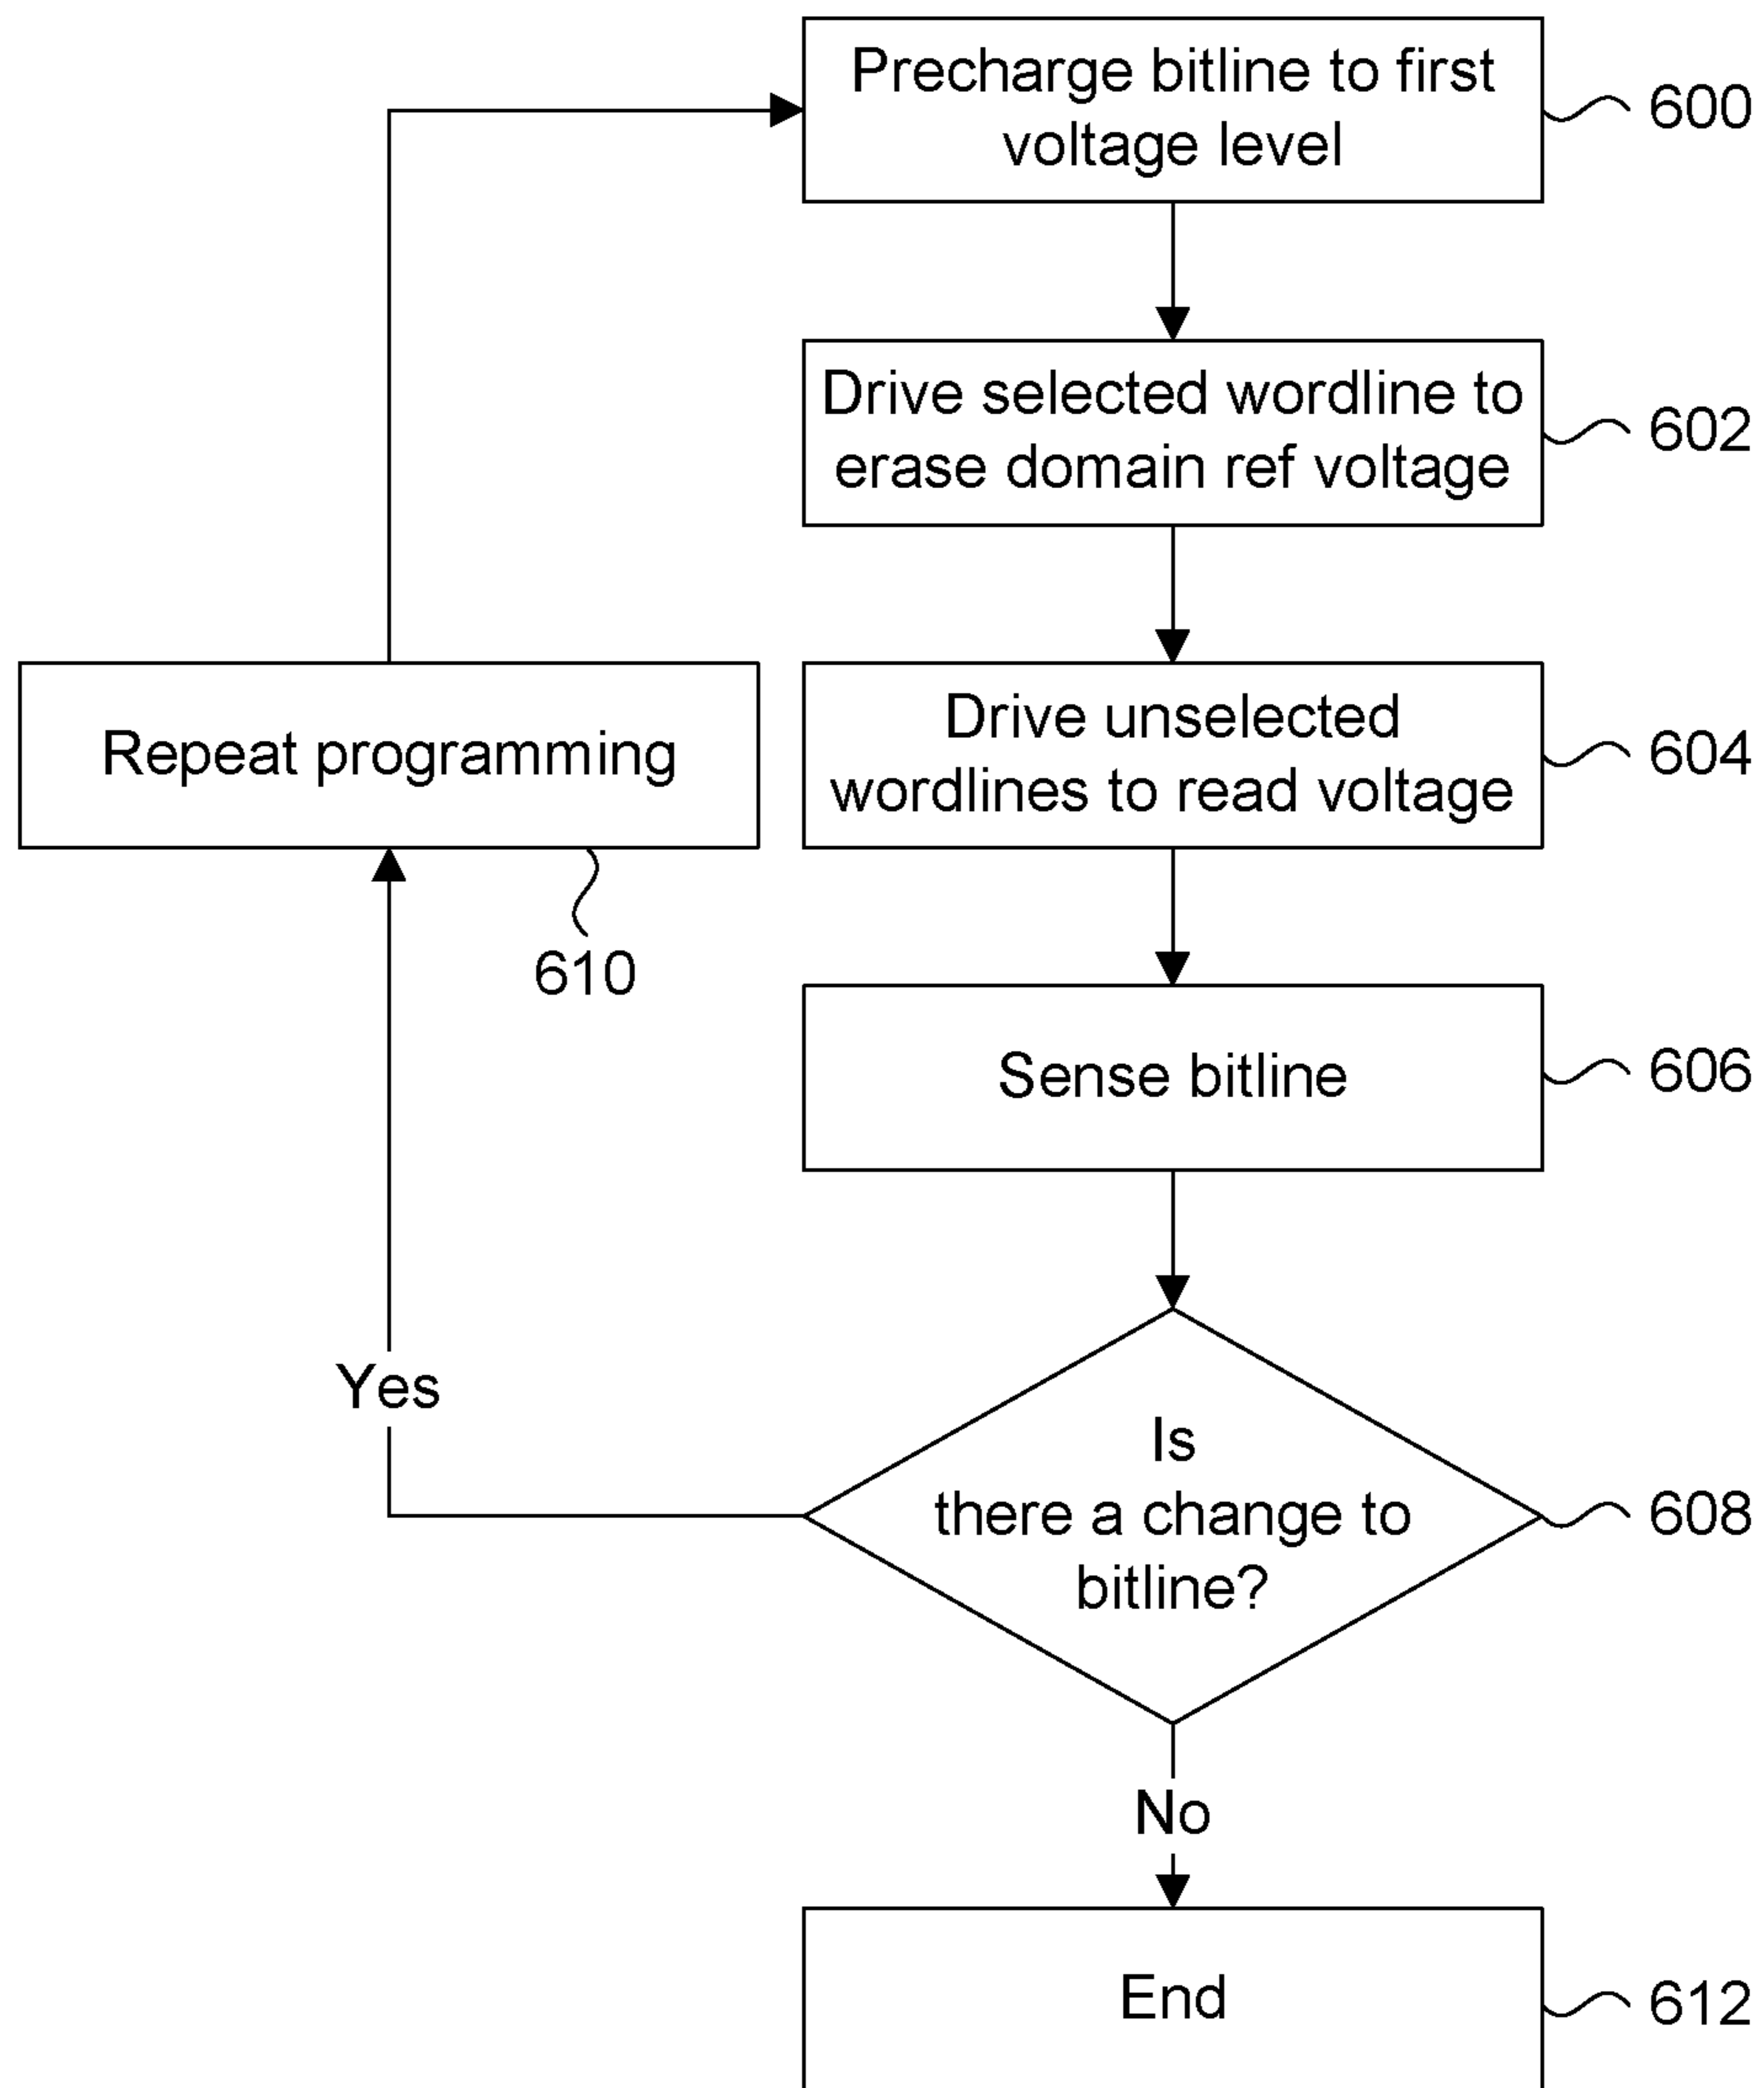 Precharge bitline to first
voltage level
600
Drive selected wordline to
erase domain ref voltage
602
Repeat programming
610
Drive unselected
wordlines to read voltage
604
Sense bitline
606
Yes
Is
there a change to
bitline?
608
No
End
612